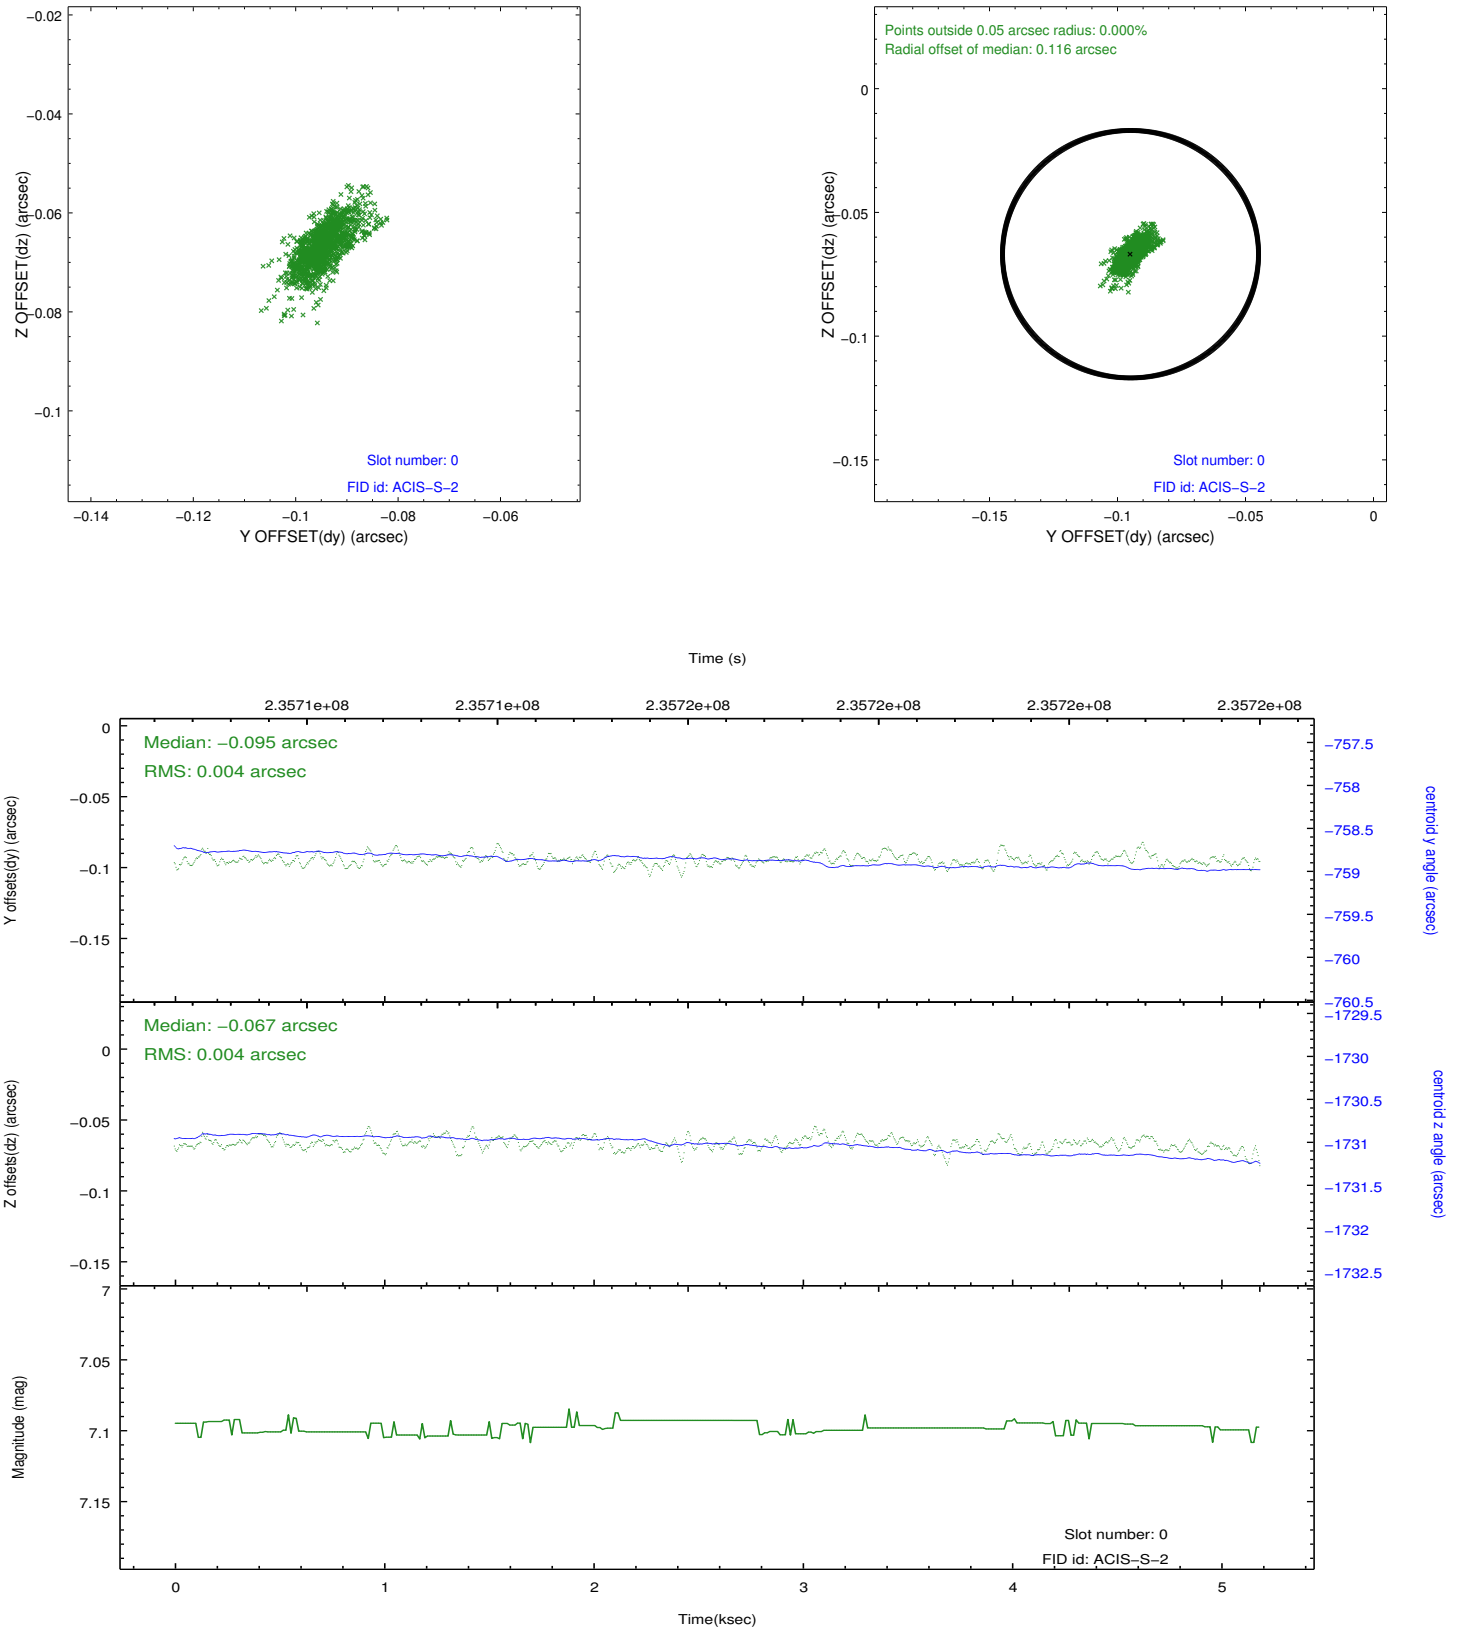 −0.02
−0.04
−0.06
−0.08
−0.1
Z OFFSET(dz) (arcsec)
Slot number: 0
FID id: ACIS−S−2
−0.14
−0.12
−0.1
−0.08
−0.06
Y OFFSET(dy) (arcsec)
Points outside 0.05 arcsec radius: 0.000%
Radial offset of median: 0.116 arcsec
0
−0.05
−0.1
−0.15
Z OFFSET(dz) (arcsec)
Slot number: 0
FID id: ACIS−S−2
−0.15
−0.1
−0.05
0
Y OFFSET(dy) (arcsec)
Time (s)
2.3571e+08
2.3571e+08
2.3572e+08
2.3572e+08
2.3572e+08
2.3572e+08
Median: −0.095 arcsec
RMS: 0.004 arcsec
0
−0.05
−0.1
−0.15
Y offsets(dy) (arcsec)
−757.5
−758
−758.5
−759
−759.5
−760
−760.5
centroid y angle (arcsec)
Median: −0.067 arcsec
RMS: 0.004 arcsec
0
−0.05
−0.1
−0.15
Z offsets(dz) (arcsec)
−1729.5
−1730
−1730.5
−1731
−1731.5
−1732
−1732.5
centroid z angle (arcsec)
7
7.05
7.1
7.15
Magnitude (mag)
Slot number: 0
FID id: ACIS−S−2
0
1
2
3
4
5
Time(ksec)